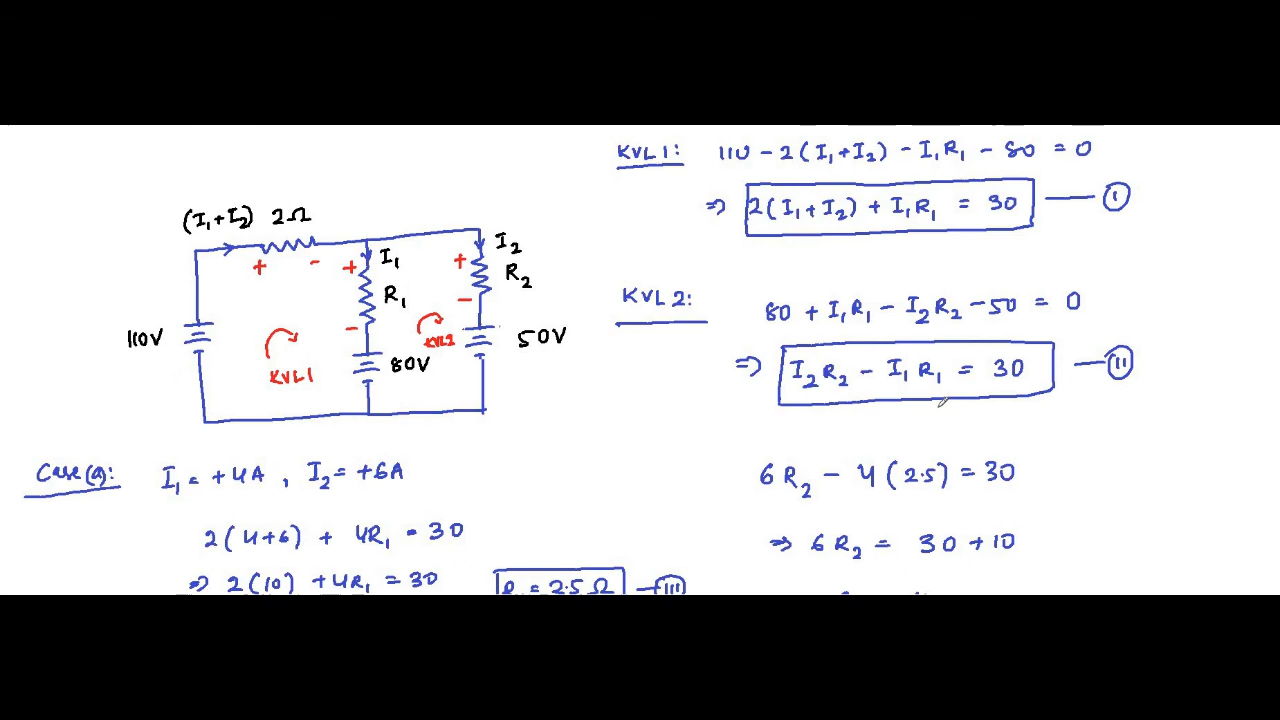 KVL 1: 110 - 2(I₁+I₂) - I₁R₁ - 80 = 0
⇒ 2(I₁+I₂) + I₁R₁ = 30 — (I)
(I₁+I₂) 2Ω
+ -
+ I₁
R₁
-
+ I₂
R₂
-
110V
KVL1
80V
KVL2
50V
KVL 2: 80 + I₁R₁ - I₂R₂ - 50 = 0
⇒ I₂R₂ - I₁R₁ = 30 — (II)
Case(a): I₁ = +4A, I₂ = +6A
2(4+6) + 4R₁ = 30
⇒ 2(10) + 4R₁ = 30
R₁ = 2.5Ω — (III)
6R₂ - 4(2.5) = 30
⇒ 6R₂ = 30 + 10